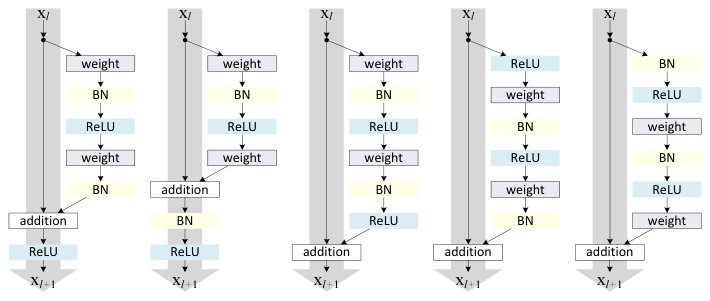 x_l
weight
BN
ReLU
weight
BN
addition
ReLU
x_{l+1}
x_l
weight
BN
ReLU
weight
addition
BN
ReLU
x_{l+1}
x_l
weight
BN
ReLU
weight
BN
ReLU
addition
x_{l+1}
x_l
ReLU
weight
BN
ReLU
weight
BN
addition
x_{l+1}
x_l
BN
ReLU
weight
BN
ReLU
weight
addition
x_{l+1}